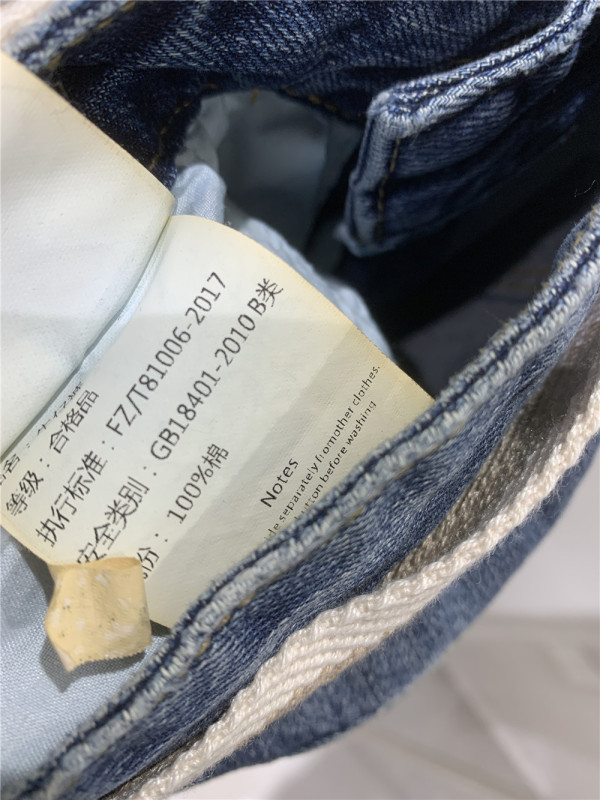 等级：合格品
执行标准：FZ/T81006-2017
安全类别：GB18401-2010 B类
100%棉
Notes
separately from other clothes.
button before washing